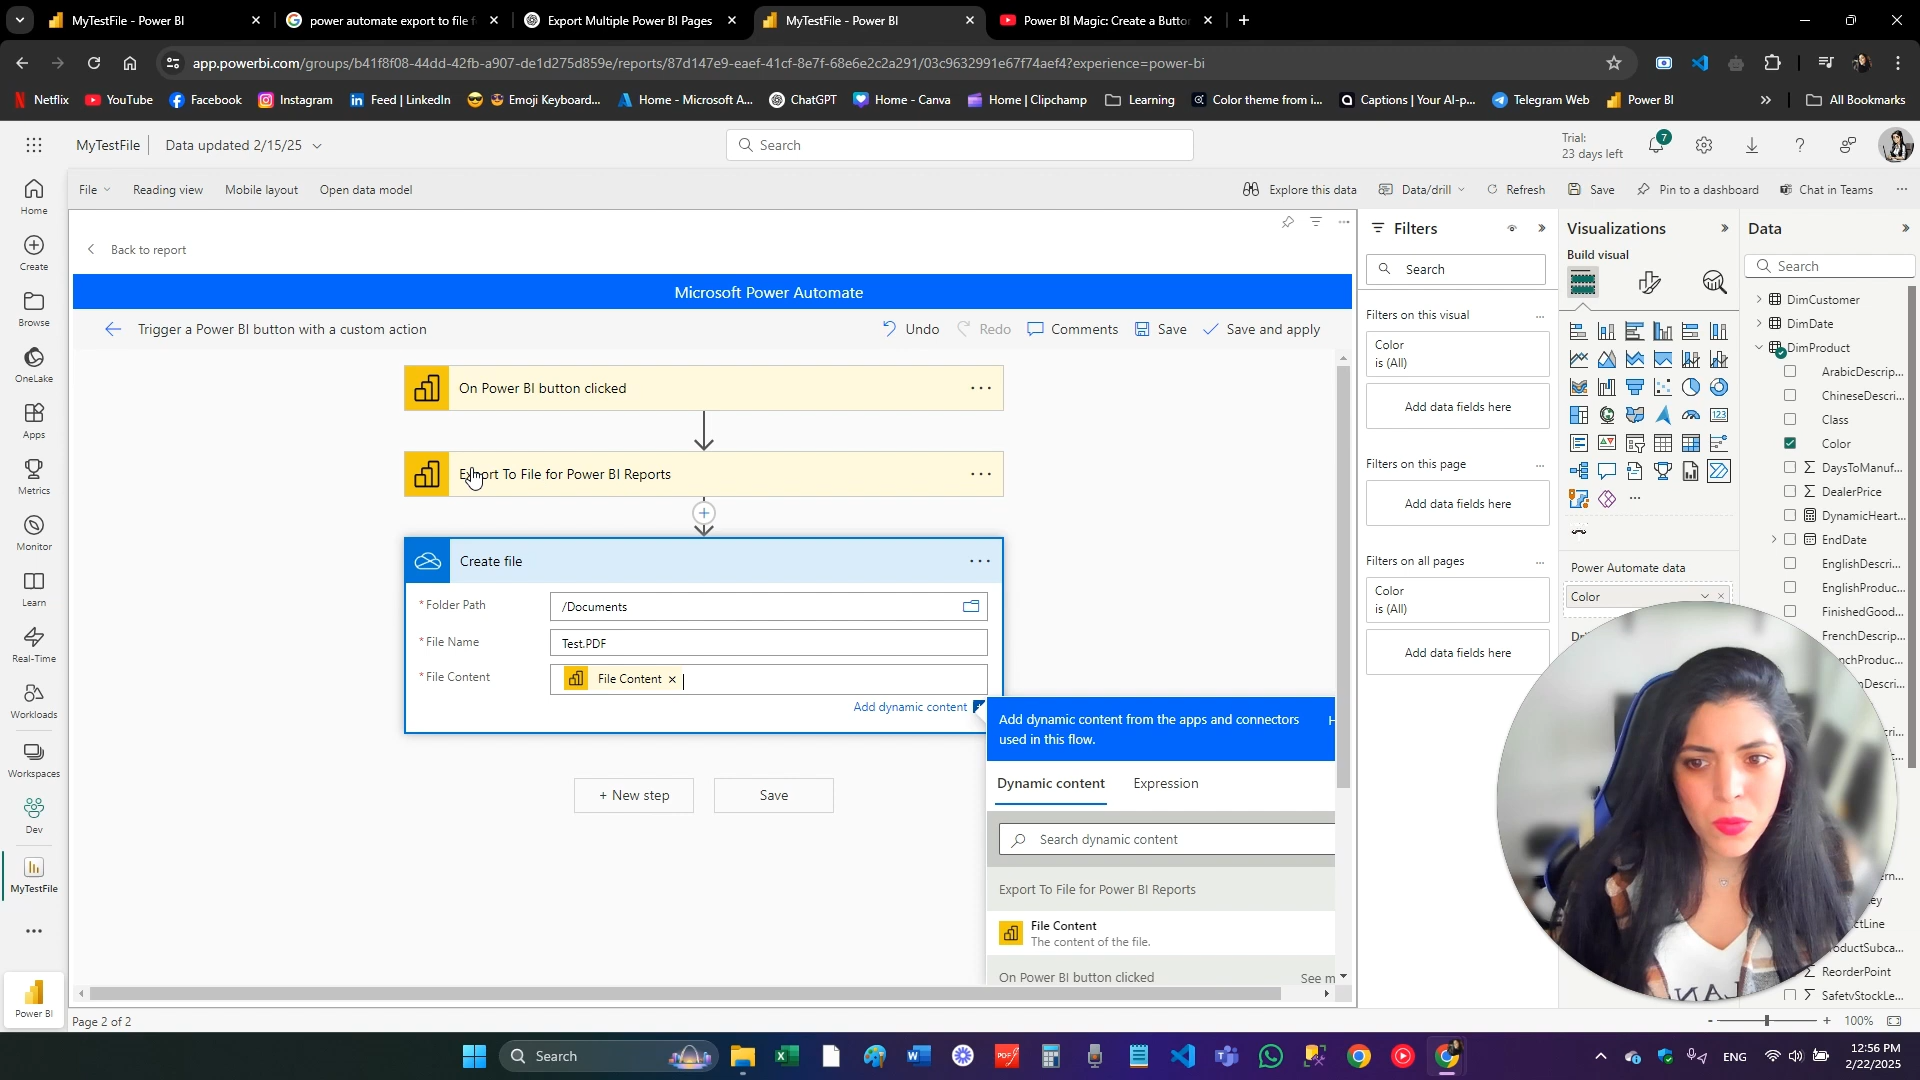 MyTestFile - Power BI
power automate export to file f
Export Multiple Power BI Pages
MyTestFile - Power BI
Power BI Magic: Create a Butto
app.powerbi.com/groups/b41f8f08-44dd-42fb-a907-de1d275d859e/reports/87d147e9-eaef-41cf-8e7f-68e6e2c2a291/03c9632991e67f74aef4?experience=power-bi
Netflix
YouTube
Facebook
Instagram
Feed | LinkedIn
Emoji Keyboard...
Home - Microsoft A...
ChatGPT
Home - Canva
Home | Clipchamp
Learning
Color theme from i...
Captions | Your AI-p...
Telegram Web
Power BI
All Bookmarks
MyTestFile
Data updated 2/15/25
Search
Trial:
23 days left
7
File
Reading view
Mobile layout
Open data model
Explore this data
Data/drill
Refresh
Save
Pin to a dashboard
Chat in Teams
Home
Create
Browse
OneLake
Apps
Metrics
Monitor
Learn
Real-Time
Workloads
Workspaces
Dev
MyTestFile
Power BI
Back to report
Microsoft Power Automate
Trigger a Power BI button with a custom action
Undo
Redo
Comments
Save
Save and apply
On Power BI button clicked
Export To File for Power BI Reports
Create file
* Folder Path
/Documents
* File Name
Test.PDF
* File Content
File Content
Add dynamic content
+ New step
Save
Add dynamic content from the apps and connectors
used in this flow.
Dynamic content
Expression
Search dynamic content
Export To File for Power BI Reports
File Content
The content of the file.
On Power BI button clicked
See m
Page 2 of 2
Filters
Search
Filters on this visual
Color
is (All)
Add data fields here
Filters on this page
Add data fields here
Filters on all pages
Color
is (All)
Add data fields here
Visualizations
Build visual
123
Power Automate data
Color
Data
Search
DimCustomer
DimDate
DimProduct
ArabicDescrip...
ChineseDescri...
Class
Color
DaysToManuf...
DealerPrice
DynamicHeart...
EndDate
EnglishDescri...
EnglishProduc...
FinishedGood...
FrenchDescrip...
ReorderPoint
SafetyStockLe...
100%
Search
ENG
12:56 PM
2/22/2025